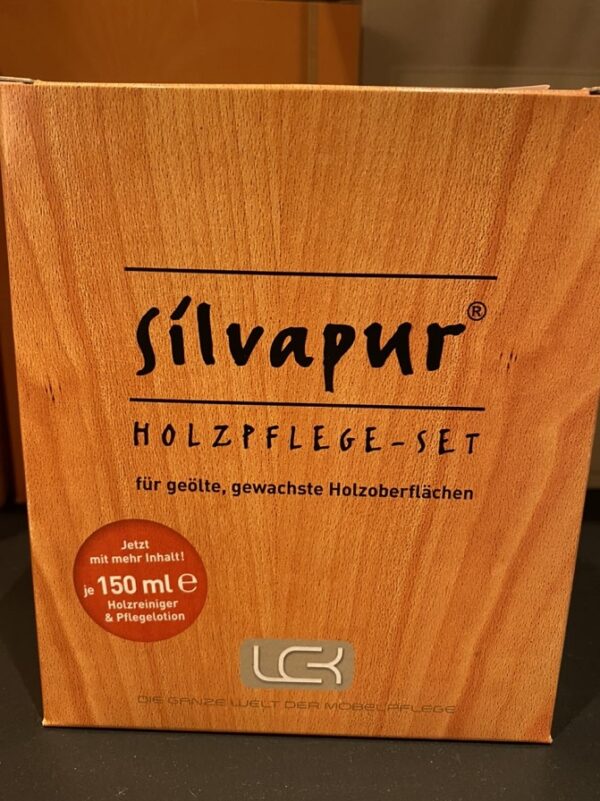 silvapur®
HOLZPFLEGE-SET
für geölte, gewachste Holzoberflächen
Jetzt
mit mehr Inhalt!
je 150 ml ℮
Holzreiniger
& Pflegelotion
LCK
DIE GANZE WELT DER MÖBELPFLEGE